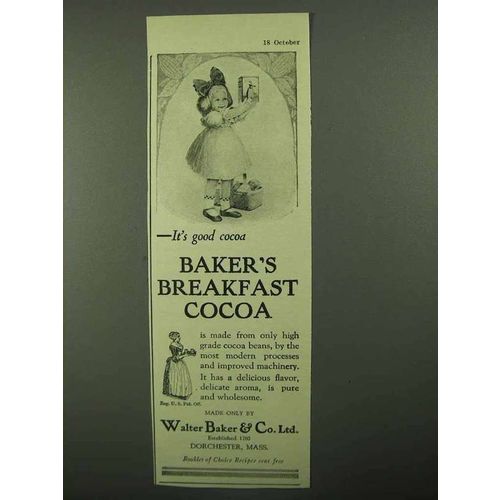 18 October
—It's good cocoa
BAKER'S
BREAKFAST
COCOA
is made from only high
grade cocoa beans, by the
most modern processes
and improved machinery.
It has a delicious flavor,
delicate aroma, is pure
and wholesome.
Reg. U. S. Pat. Off.
MADE ONLY BY
Walter Baker & Co. Ltd.
Established 1780
DORCHESTER, MASS.
Booklet of Choice Recipes sent free